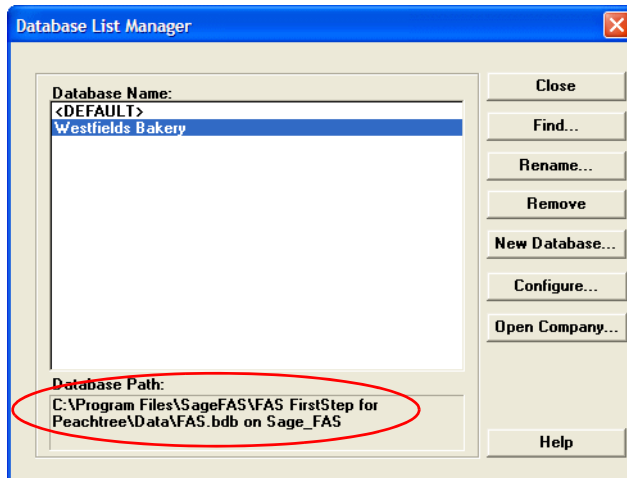 Database List Manager
Database Name:
<DEFAULT>
Westfields Bakery
Close
Find...
Rename...
Remove
New Database...
Configure...
Open Company...
Database Path:
C:\Program Files\SageFAS\FAS FirstStep for
Peachtree\Data\FAS.bdb on Sage_FAS
Help